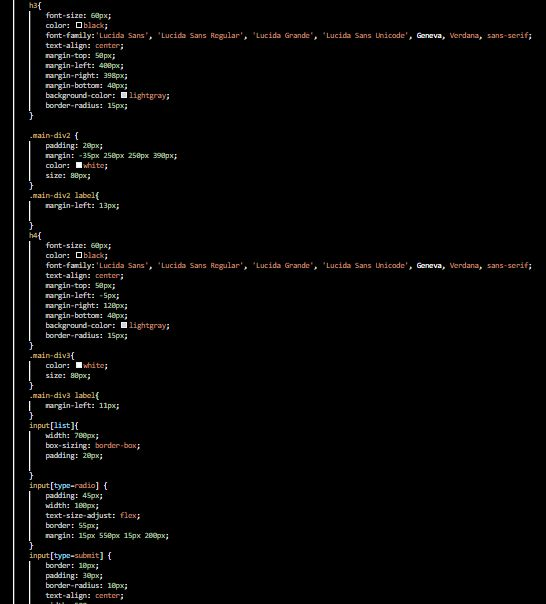 h3{
font-size: 60px;
color: black;
font-family:'Lucida Sans', 'Lucida Sans Regular', 'Lucida Grande', 'Lucida Sans Unicode', Geneva, Verdana, sans-serif;
text-align: center;
margin-top: 50px;
margin-left: 400px;
margin-right: 398px;
margin-bottom: 40px;
background-color: lightgray;
border-radius: 15px;
}
.main-div2 {
padding: 20px;
margin: -35px 250px 250px 390px;
color: white;
size: 80px;
}
.main-div2 label{
margin-left: 13px;
}
h4{
font-size: 60px;
color: black;
font-family:'Lucida Sans', 'Lucida Sans Regular', 'Lucida Grande', 'Lucida Sans Unicode', Geneva, Verdana, sans-serif;
text-align: center;
margin-top: 50px;
margin-left: -5px;
margin-right: 120px;
margin-bottom: 40px;
background-color: lightgray;
border-radius: 15px;
}
.main-div3{
color: white;
size: 80px;
}
.main-div3 label{
margin-left: 11px;
}
input[list]{
width: 700px;
box-sizing: border-box;
padding: 20px;
}
input[type=radio] {
padding: 45px;
width: 100px;
text-size-adjust: flex;
border: 55px;
margin: 15px 550px 15px 200px;
}
input[type=submit] {
border: 10px;
padding: 30px;
border-radius: 10px;
text-align: center;